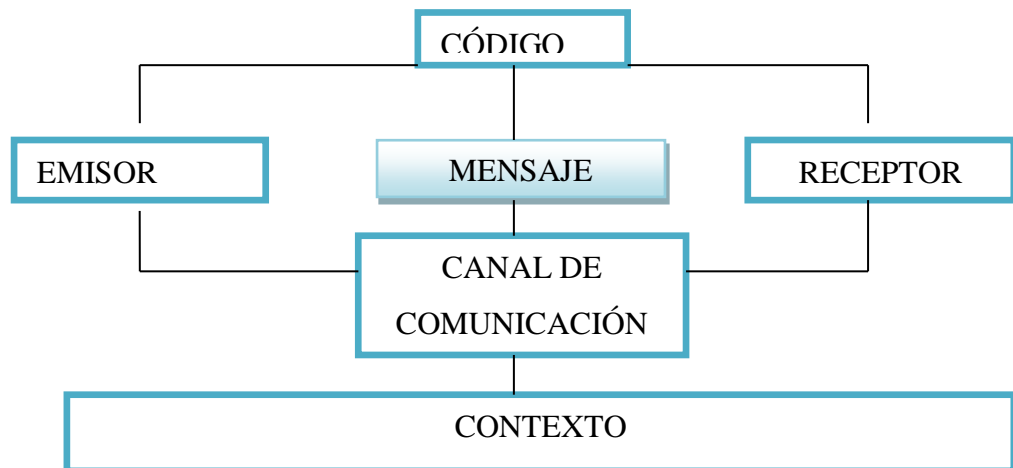 CÓDIGO
EMISOR
MENSAJE
RECEPTOR
CANAL DE
COMUNICACIÓN
CONTEXTO